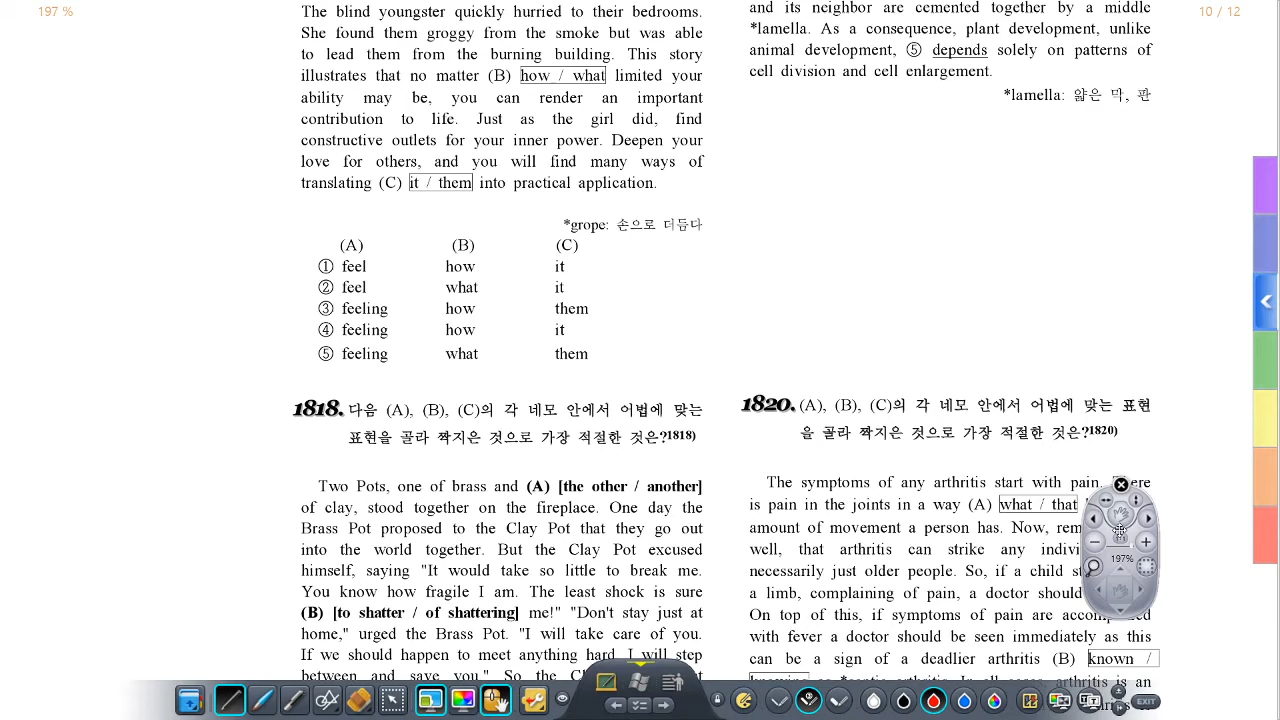 197 %
10 / 12
The blind youngster quickly hurried to their bedrooms.
She found them groggy from the smoke but was able
to lead them from the burning building. This story
illustrates that no matter (B) how / what limited your
ability may be, you can render an important
contribution to life. Just as the girl did, find
constructive outlets for your inner power. Deepen your
love for others, and you will find many ways of
translating (C) it / them into practical application.
*grope: 손으로 더듬다
(A) (B) (C)
① feel how it
② feel what it
③ feeling how them
④ feeling how it
⑤ feeling what them
1818. 다음 (A), (B), (C)의 각 네모 안에서 어법에 맞는
표현을 골라 짝지은 것으로 가장 적절한 것은?1818)
Two Pots, one of brass and (A) [the other / another]
of clay, stood together on the fireplace. One day the
Brass Pot proposed to the Clay Pot that they go out
into the world together. But the Clay Pot excused
himself, saying "It would take so little to break me.
You know how fragile I am. The least shock is sure
(B) [to shatter / of shattering] me!" "Don't stay just at
home," urged the Brass Pot. "I will take care of you.
If we should happen to meet anything hard, I will step
between and save you." So the
and its neighbor are cemented together by a middle
*lamella. As a consequence, plant development, unlike
animal development, ⑤ depends solely on patterns of
cell division and cell enlargement.
*lamella: 얇은 막, 판
1820. (A), (B), (C)의 각 네모 안에서 어법에 맞는 표현
을 골라 짝지은 것으로 가장 적절한 것은?1820)
The symptoms of any arthritis start with pain.
is pain in the joints in a way (A) what / that
amount of movement a person has. Now,
well, that arthritis can strike any
necessarily just older people. So, if a child
a limb, complaining of pain, a doctor should
On top of this, if symptoms of pain are
with fever a doctor should be seen immediately as this
can be a sign of a deadlier arthritis (B) known /
arthritis is an
197%
EXIT